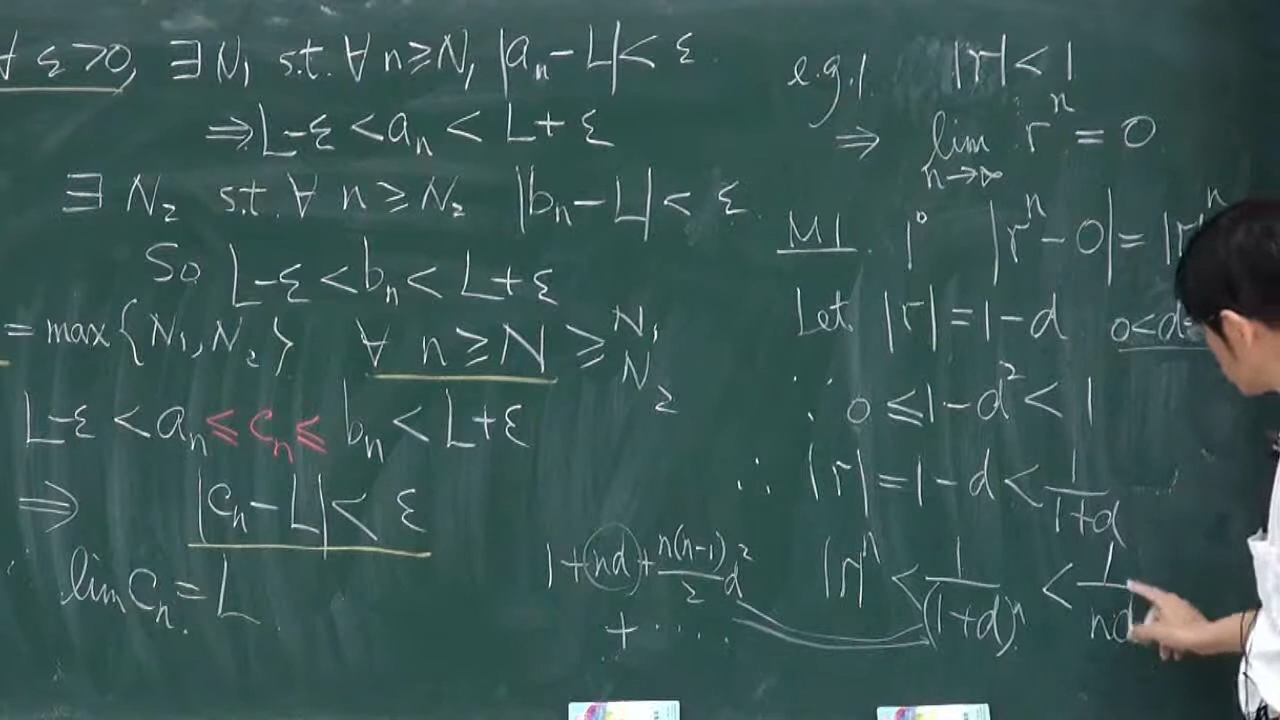 ∀ ε>0, ∃ N₁ s.t. ∀ n≥N₁ |aₙ-L|< ε.
⇒ L-ε < aₙ < L+ε
∃ N₂ s.t. ∀ n ≥ N₂ |bₙ-L| < ε.
So L-ε < bₙ < L+ε
= max{N₁, N₂} ∀ n ≥ N ≥ N₁
N₂
L-ε < aₙ ≤ cₙ ≤ bₙ < L+ε
⇒ |cₙ-L| < ε
lim cₙ = L.
e.g.1. |r| < 1
⇒ lim rⁿ = 0
n→∞
M1. 1° |rⁿ-0| = |r|ⁿ
Let |r| = 1-d 0<d
∴ 0 ≤ 1-d² < 1
∴ |r| = 1-d < 1/(1+d)
|r|ⁿ < 1/(1+d)ⁿ < 1/nd
1+nd+n(n-1)/2 d²
+ ....